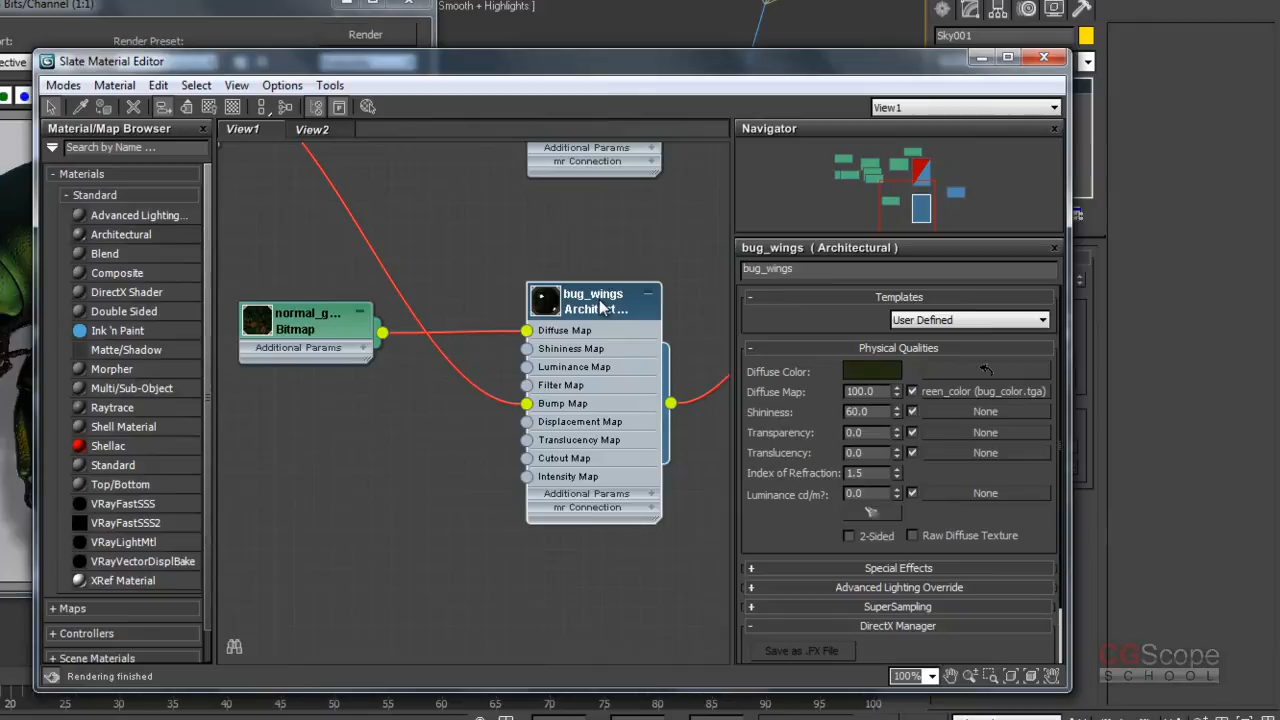 Bits/Channel (1:1)
Smooth + Highlights ]
Render Preset:
Render
Sky001
Slate Material Editor
Modes Material Edit Select View Options Tools
View1
Material/Map Browser
View1 View2
Navigator
Search by Name ...
- Materials
- Standard
Advanced Lighting...
Architectural
Blend
Composite
DirectX Shader
Double Sided
Ink 'n Paint
Matte/Shadow
Morpher
Multi/Sub-Object
Raytrace
Shell Material
Shellac
Standard
Top/Bottom
VRayFastSSS
VRayFastSSS2
VRayLightMtl
VRayVectorDisplBake
XRef Material
+ Maps
+ Controllers
+ Scene Materials
Additional Params +
mr Connection +
normal_g...
Bitmap
Additional Params +
bug_wings
Architect...
Diffuse Map
Shininess Map
Luminance Map
Filter Map
Bump Map
Displacement Map
Translucency Map
Cutout Map
Intensity Map
Additional Params +
mr Connection
bug_wings ( Architectural )
bug_wings
- Templates
User Defined
- Physical Qualities
Diffuse Color:
Diffuse Map: 100.0 reen_color (bug_color.tga)
Shininess: 60.0 None
Transparency: 0.0 None
Translucency: 0.0 None
Index of Refraction: 1.5
Luminance cd/m?: 0.0 None
2-Sided Raw Diffuse Texture
+ Special Effects
+ Advanced Lighting Override
+ SuperSampling
- DirectX Manager
Save as .FX File
Rendering finished
100%
CGScope
SCHOOL
25 30 35 40 45 50 55 60 65 70 75 80 85 90 95 100